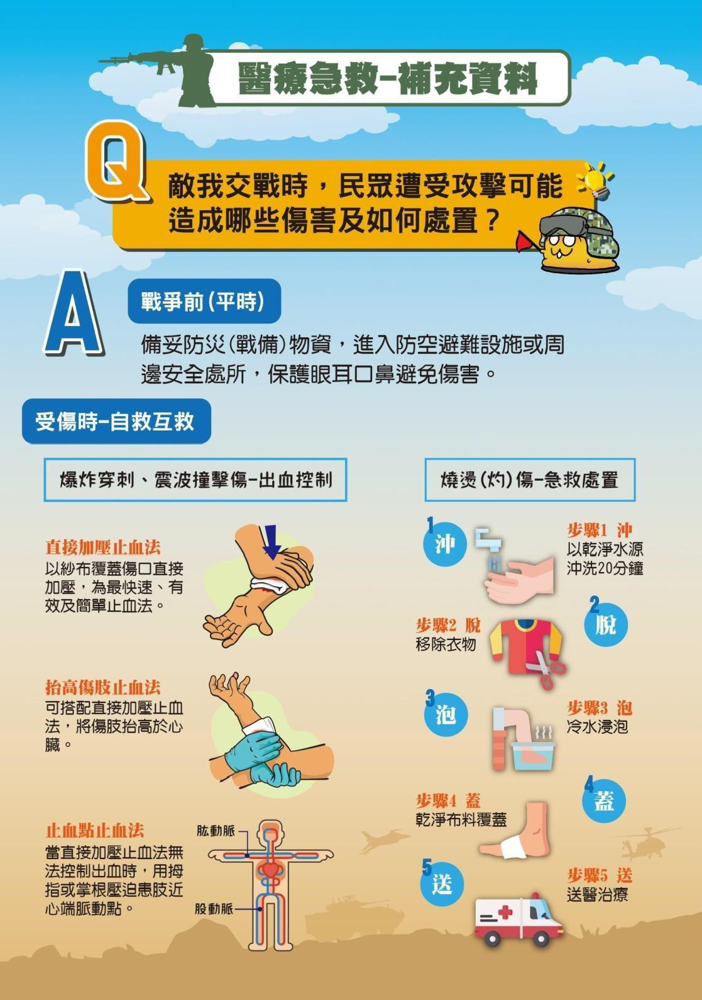 醫療急救-補充資料
Q
敵我交戰時，民眾遭受攻擊可能
造成哪些傷害及如何處置？
A
戰爭前(平時)
備妥防災(戰備)物資，進入防空避難設施或周
邊安全處所，保護眼耳口鼻避免傷害。
受傷時-自救互救
爆炸穿刺、震波撞擊傷-出血控制
直接加壓止血法
以紗布覆蓋傷口直接
加壓，為最快速、有
效及簡單止血法。
抬高傷肢止血法
可搭配直接加壓止血
法，將傷肢抬高於心
臟。
止血點止血法
當直接加壓止血法無
法控制出血時，用拇
指或掌根壓迫患肢近
心端脈動點。
肱動脈
股動脈
燒燙(灼)傷-急救處置
1
沖
步驟1 沖
以乾淨水源
沖洗20分鐘
2
脫
步驟2 脫
移除衣物
3
泡
步驟3 泡
冷水浸泡
4
蓋
步驟4 蓋
乾淨布料覆蓋
5
送
步驟5 送
送醫治療